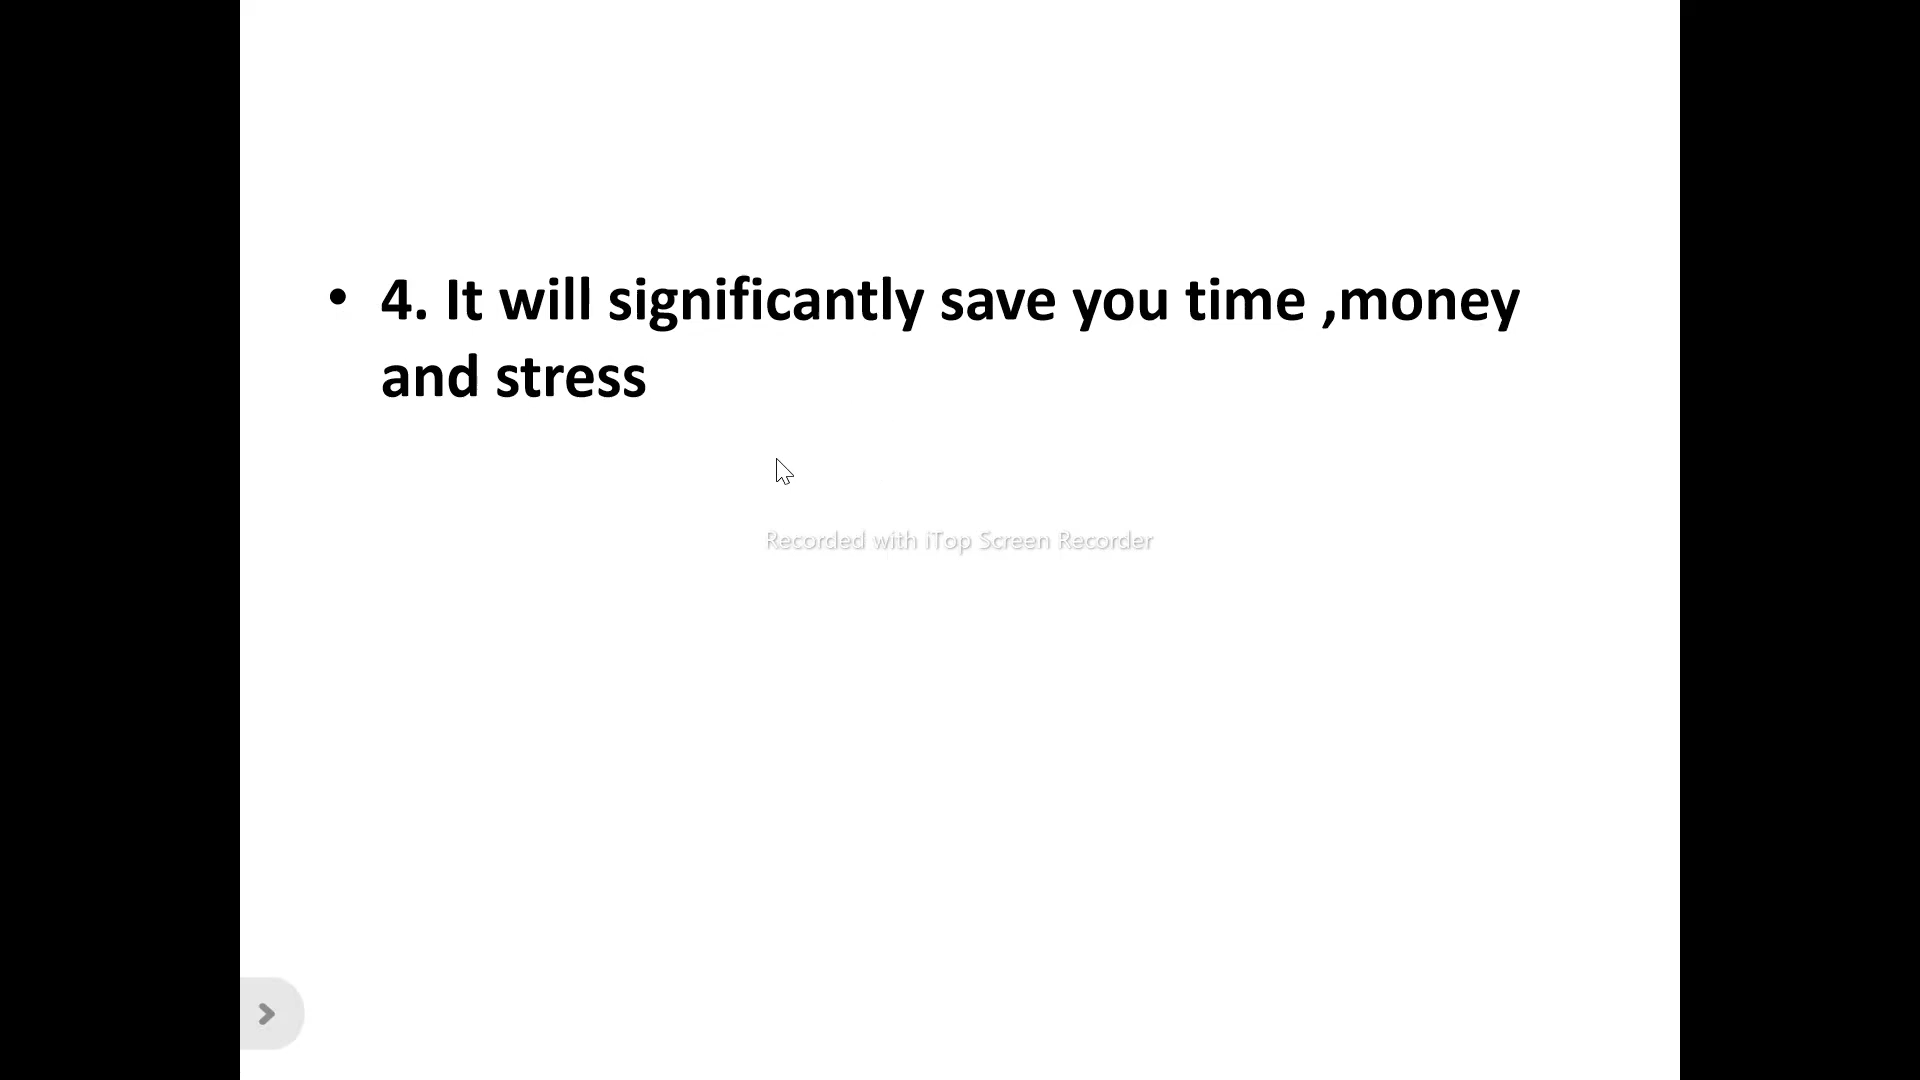 • 4. It will significantly save you time ,money
and stress
Recorded with iTop Screen Recorder